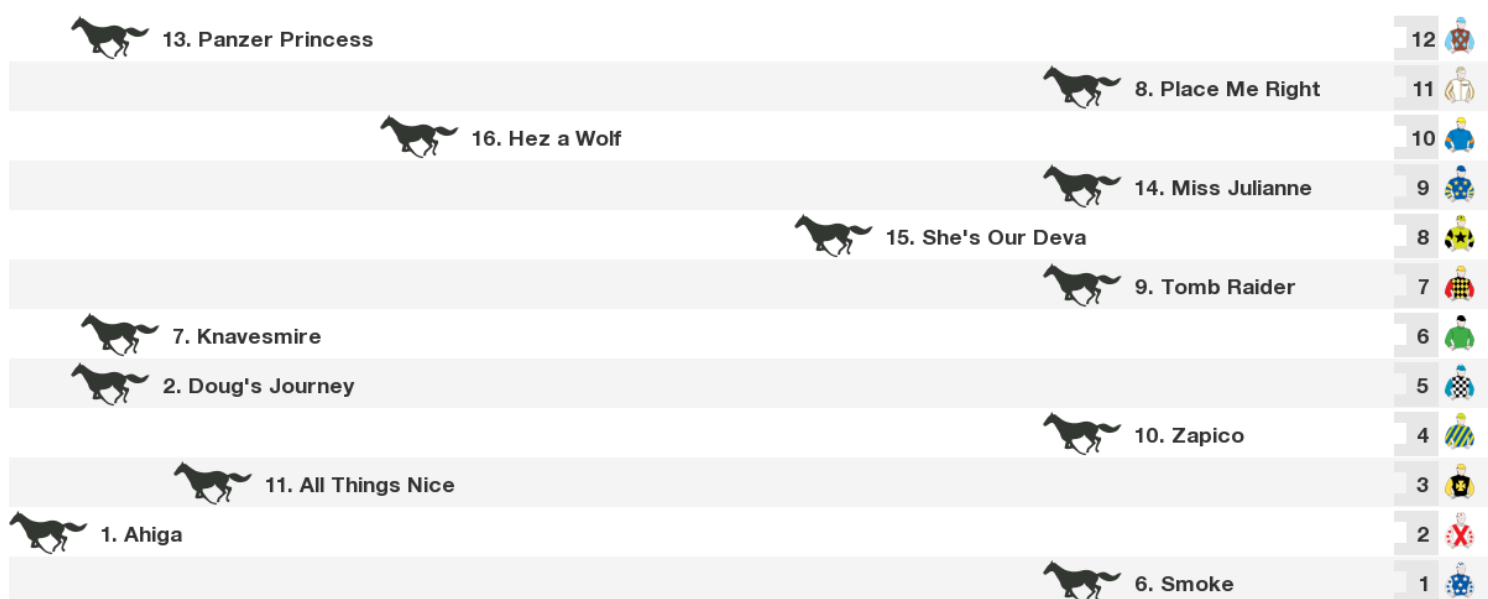 13. Panzer Princess 12
8. Place Me Right 11
16. Hez a Wolf 10
14. Miss Julianne 9
15. She's Our Deva 8
9. Tomb Raider 7
7. Knavesmire 6
2. Doug's Journey 5
10. Zapico 4
11. All Things Nice 3
1. Ahiga 2
6. Smoke 1